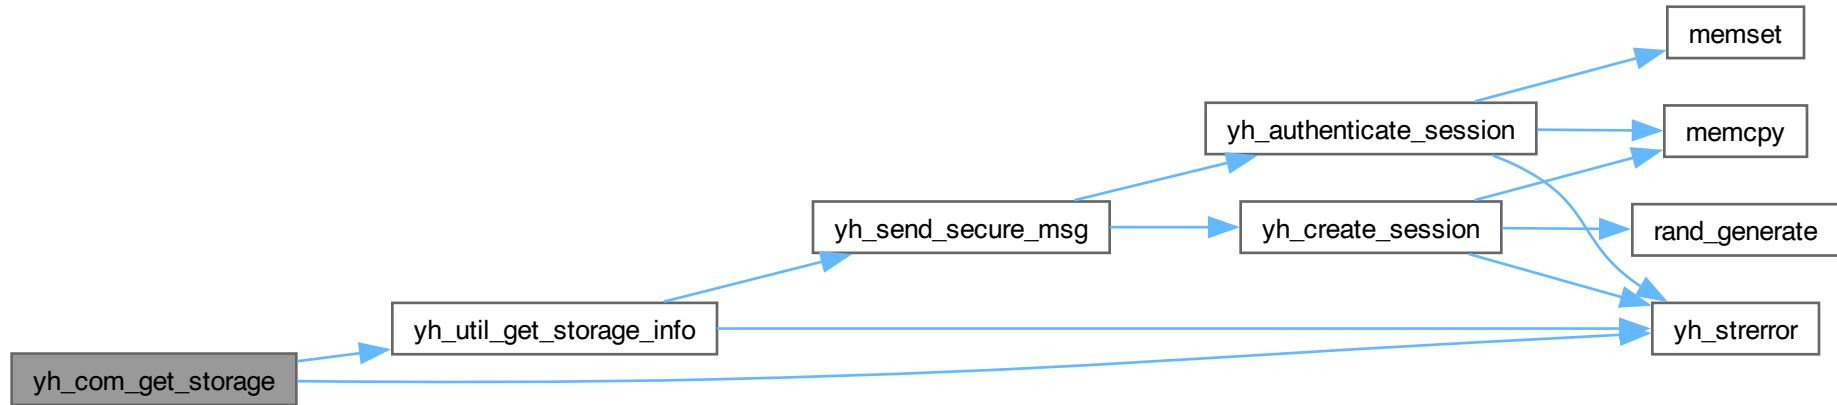 memset
yh_authenticate_session
memcpy
yh_send_secure_msg
yh_create_session
rand_generate
yh_util_get_storage_info
yh_strerror
yh_com_get_storage